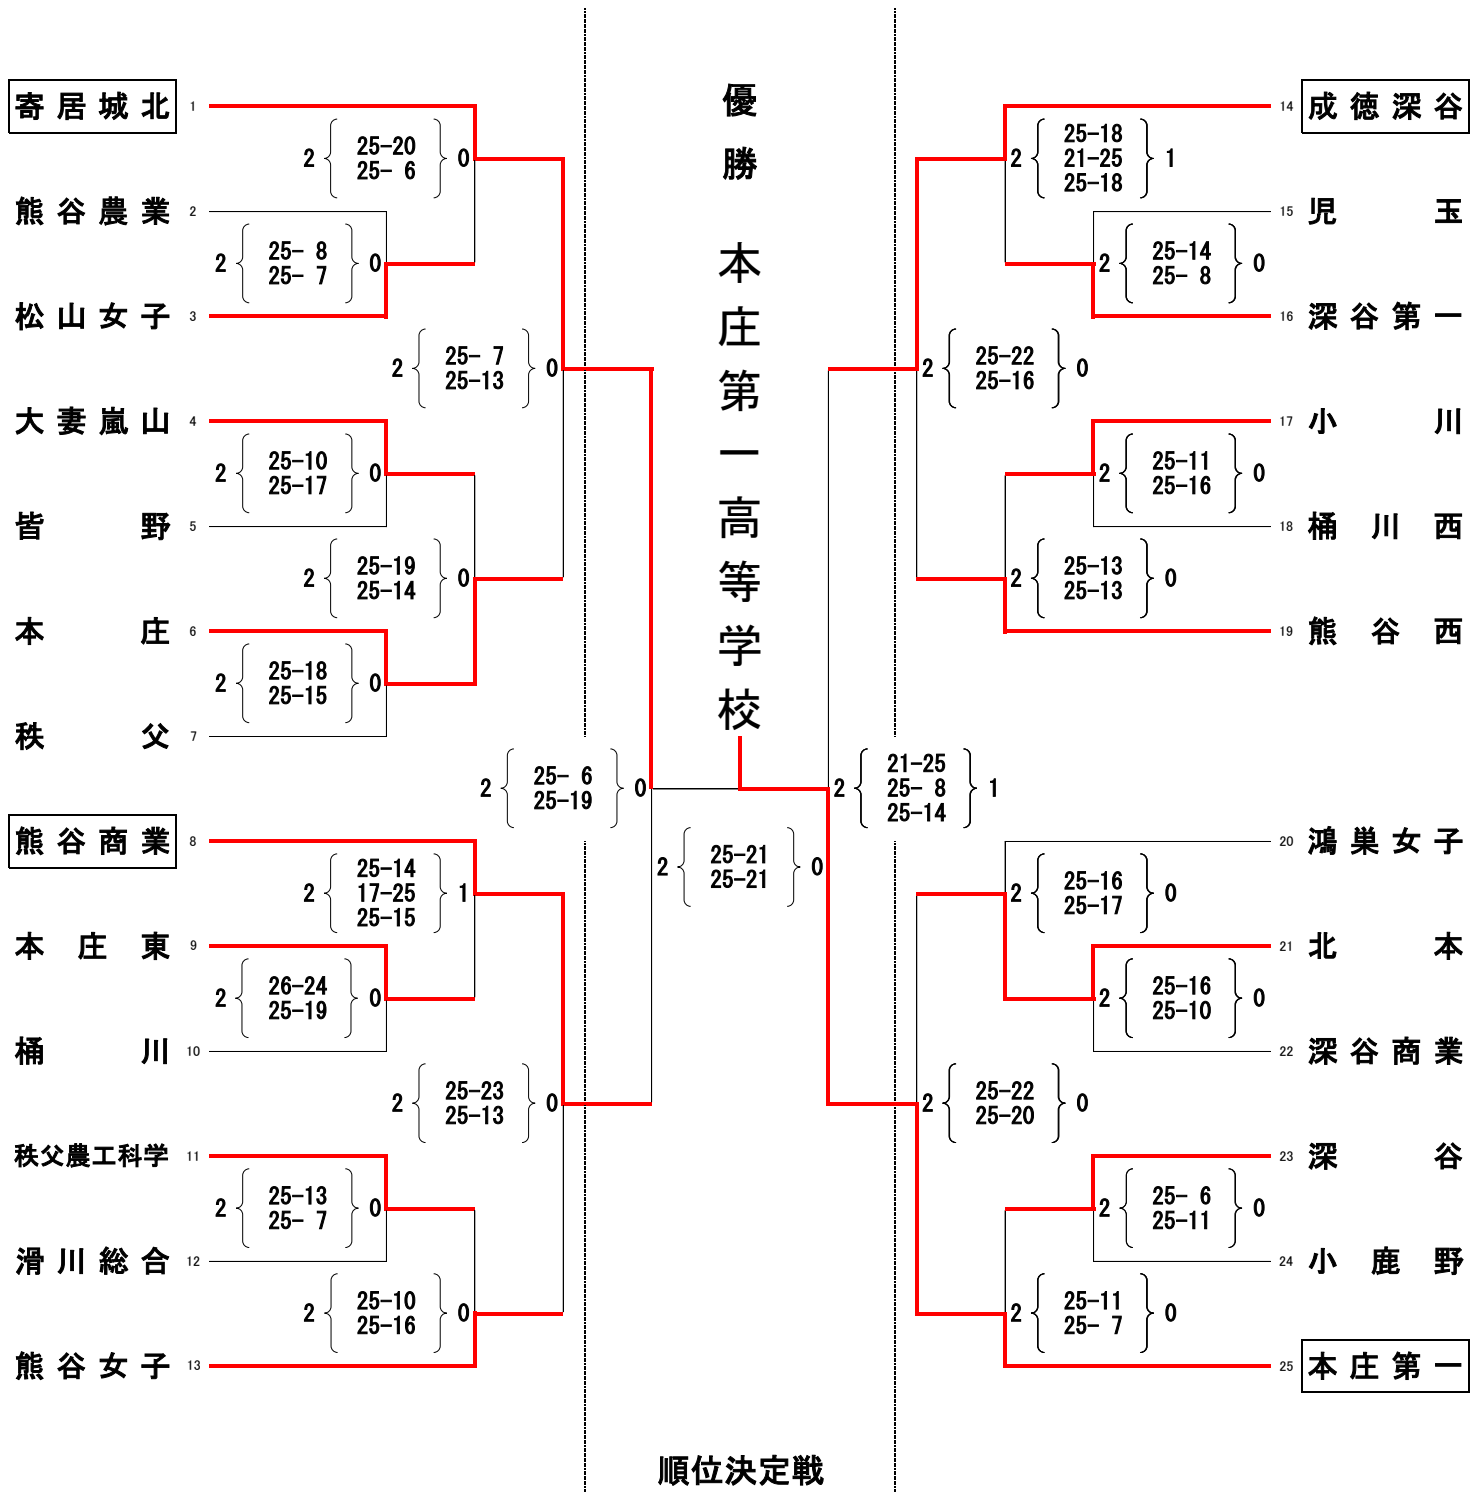 優勝 本庄第一高等学校
寄居城北 1
2 25-20 0
25- 6
熊谷農業 2
2 25- 8 0
25- 7
松山女子 3
2 25- 7 0
25-13
大妻嵐山 4
2 25-10 0
25-17
皆野 5
2 25-19 0
25-14
本庄 6
2 25-18 0
25-15
秩父 7
2 25- 6 0
25-19
熊谷商業 8
2 25-14 1
17-25
25-15
本庄東 9
2 26-24 0
25-19
桶川 10
2 25-23 0
25-13
秩父農工科学 11
2 25-13 0
25- 7
滑川総合 12
2 25-10 0
25-16
熊谷女子 13
2 25-21 0
25-21
14 成徳深谷
2 25-18 1
21-25
25-18
15 児玉
2 25-14 0
25- 8
16 深谷第一
2 25-22 0
25-16
17 小川
2 25-11 0
25-16
18 桶川西
2 25-13 0
25-13
19 熊谷西
2 21-25 1
25- 8
25-14
20 鴻巣女子
2 25-16 0
25-17
21 北本
2 25-16 0
25-10
22 深谷商業
2 25-22 0
25-20
23 深谷
2 25- 6 0
25-11
24 小鹿野
2 25-11 0
25- 7
25 本庄第一
順位決定戦